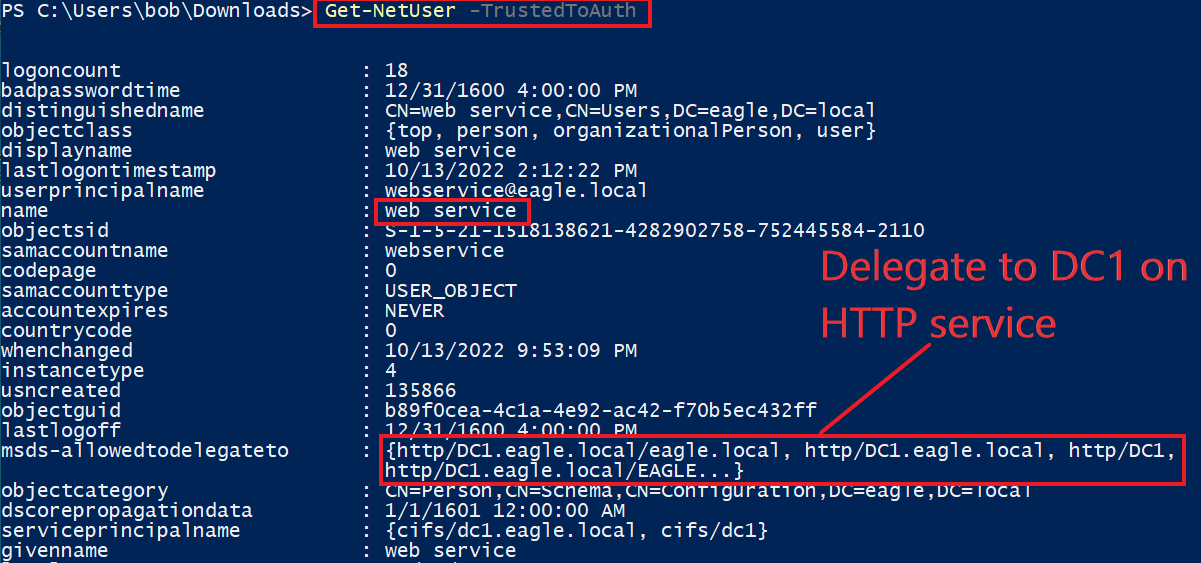 PS C:\Users\bob\Downloads> Get-NetUser -TrustedToAuth
logoncount : 18
badpasswordtime : 12/31/1600 4:00:00 PM
distinguishedname : CN=web service,CN=Users,DC=eagle,DC=local
objectclass : {top, person, organizationalPerson, user}
displayname : web service
lastlogontimestamp : 10/13/2022 2:12:22 PM
userprincipalname : webservice@eagle.local
name : web service
objectsid : S-1-5-21-1518138621-4282902758-752445584-2110
samaccountname : webservice
codepage : 0
samaccounttype : USER_OBJECT
accountexpires : NEVER
countrycode : 0
whenchanged : 10/13/2022 9:53:09 PM
instancetype : 4
usncreated : 135866
objectguid : b89f0cea-4c1a-4e92-ac42-f70b5ec432ff
lastlogoff : 12/31/1600 4:00:00 PM
msds-allowedtodelegateto : {http/DC1.eagle.local/eagle.local, http/DC1.eagle.local, http/DC1,
http/DC1.eagle.local/EAGLE...}
objectcategory : CN=Person,CN=Schema,CN=Configuration,DC=eagle,DC=local
dscorepropagationdata : 1/1/1601 12:00:00 AM
serviceprincipalname : {cifs/dc1.eagle.local, cifs/dc1}
givenname : web service
Delegate to DC1 on
HTTP service